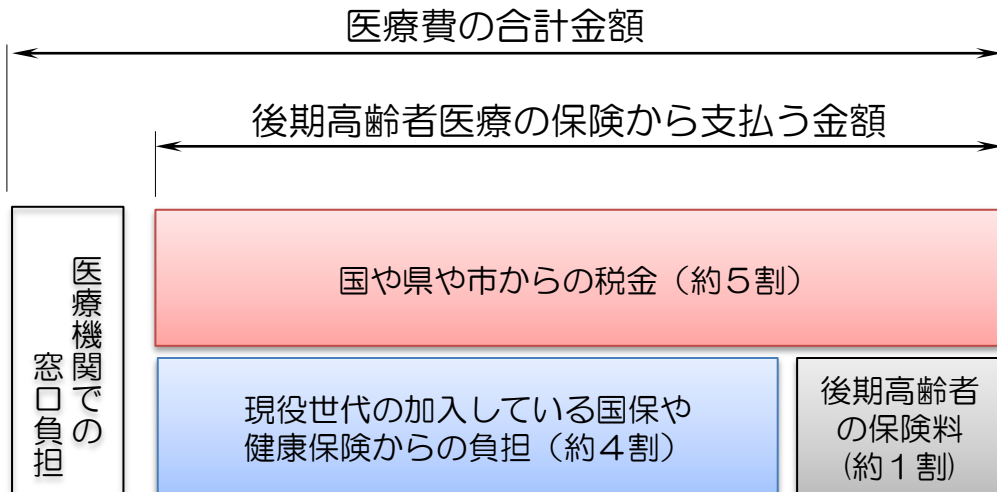 医療費の合計金額
後期高齢者医療の保険から支払う金額
医療機関での
窓口負担
国や県や市からの税金（約５割）
現役世代の加入している国保や
健康保険からの負担（約４割）
後期高齢者
の保険料
(約１割)